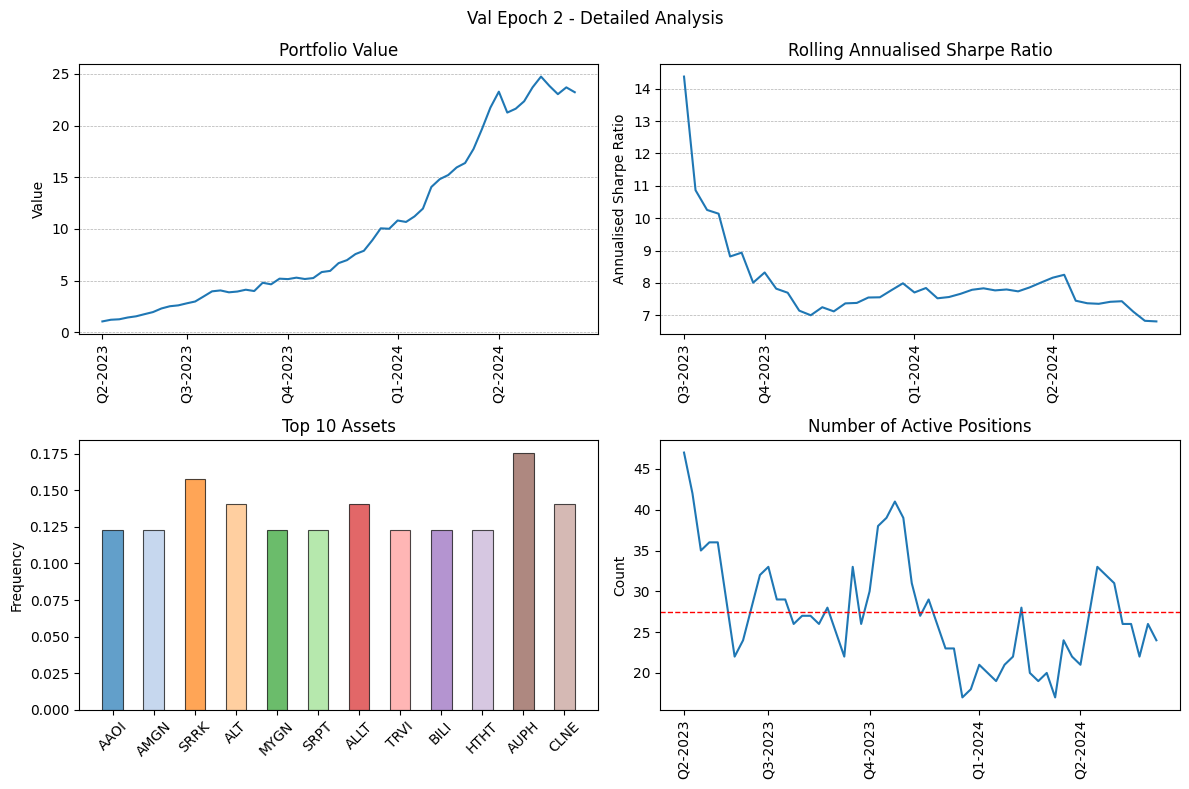 Val Epoch 2 - Detailed Analysis
Portfolio Value
Value
25
20
15
10
5
0
Q2-2023
Q3-2023
Q4-2023
Q1-2024
Q2-2024
Rolling Annualised Sharpe Ratio
Annualised Sharpe Ratio
14
13
12
11
10
9
8
7
Q3-2023
Q4-2023
Q1-2024
Q2-2024
Top 10 Assets
Frequency
0.175
0.150
0.125
0.100
0.075
0.050
0.025
0.000
AAOI
AMGN
SRRK
ALT
MYGN
SRPT
ALLT
TRVI
BILI
HTHT
AUPH
CLNE
Number of Active Positions
Count
45
40
35
30
25
20
Q2-2023
Q3-2023
Q4-2023
Q1-2024
Q2-2024